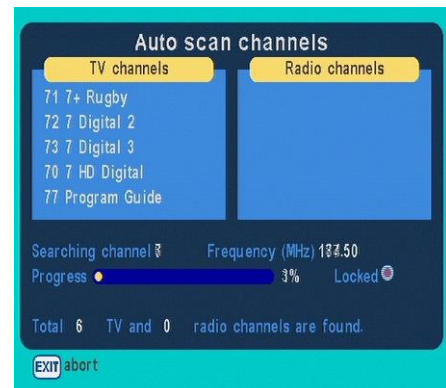 Auto scan channels
TV channels
Radio channels
71 7+ Rugby
72 7 Digital 2
73 7 Digital 3
70 7 HD Digital
77 Program Guide
Searching channel
Frequency (MHz)
Progress
Locked
Total 6 TV and 0 radio channels are found.
EXIT abort